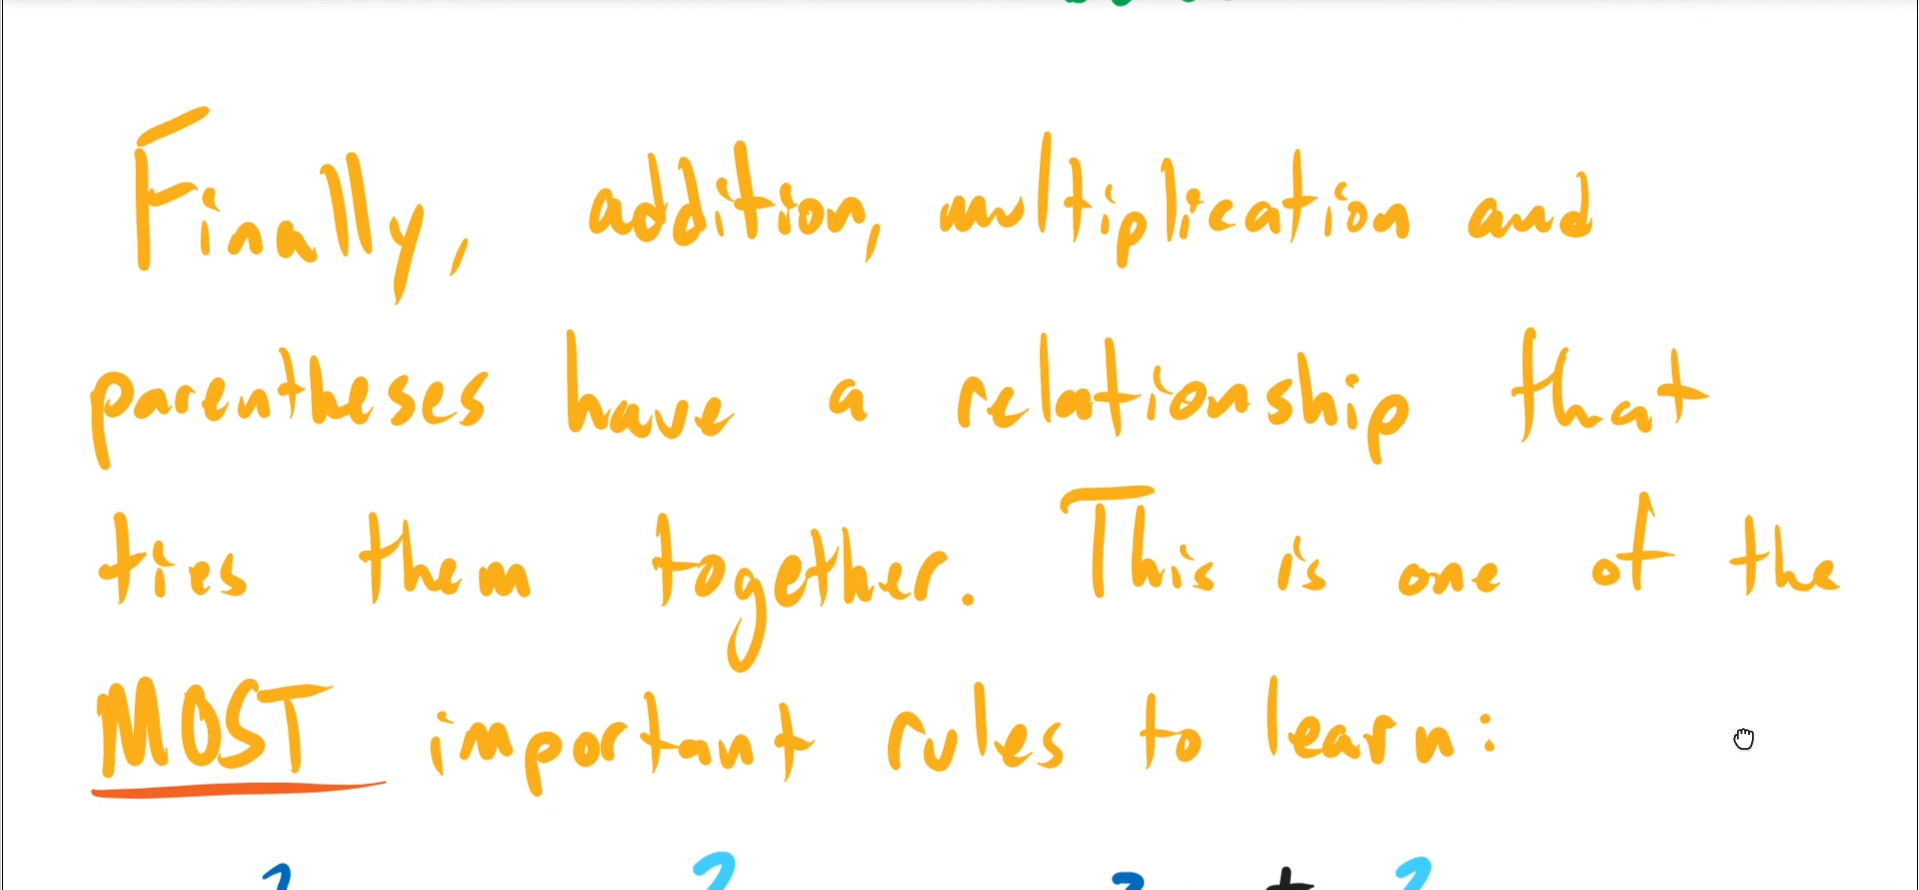 Finally, addition, multiplication and
parentheses have a relationship that
ties them together. This is one of the
MOST important rules to learn: